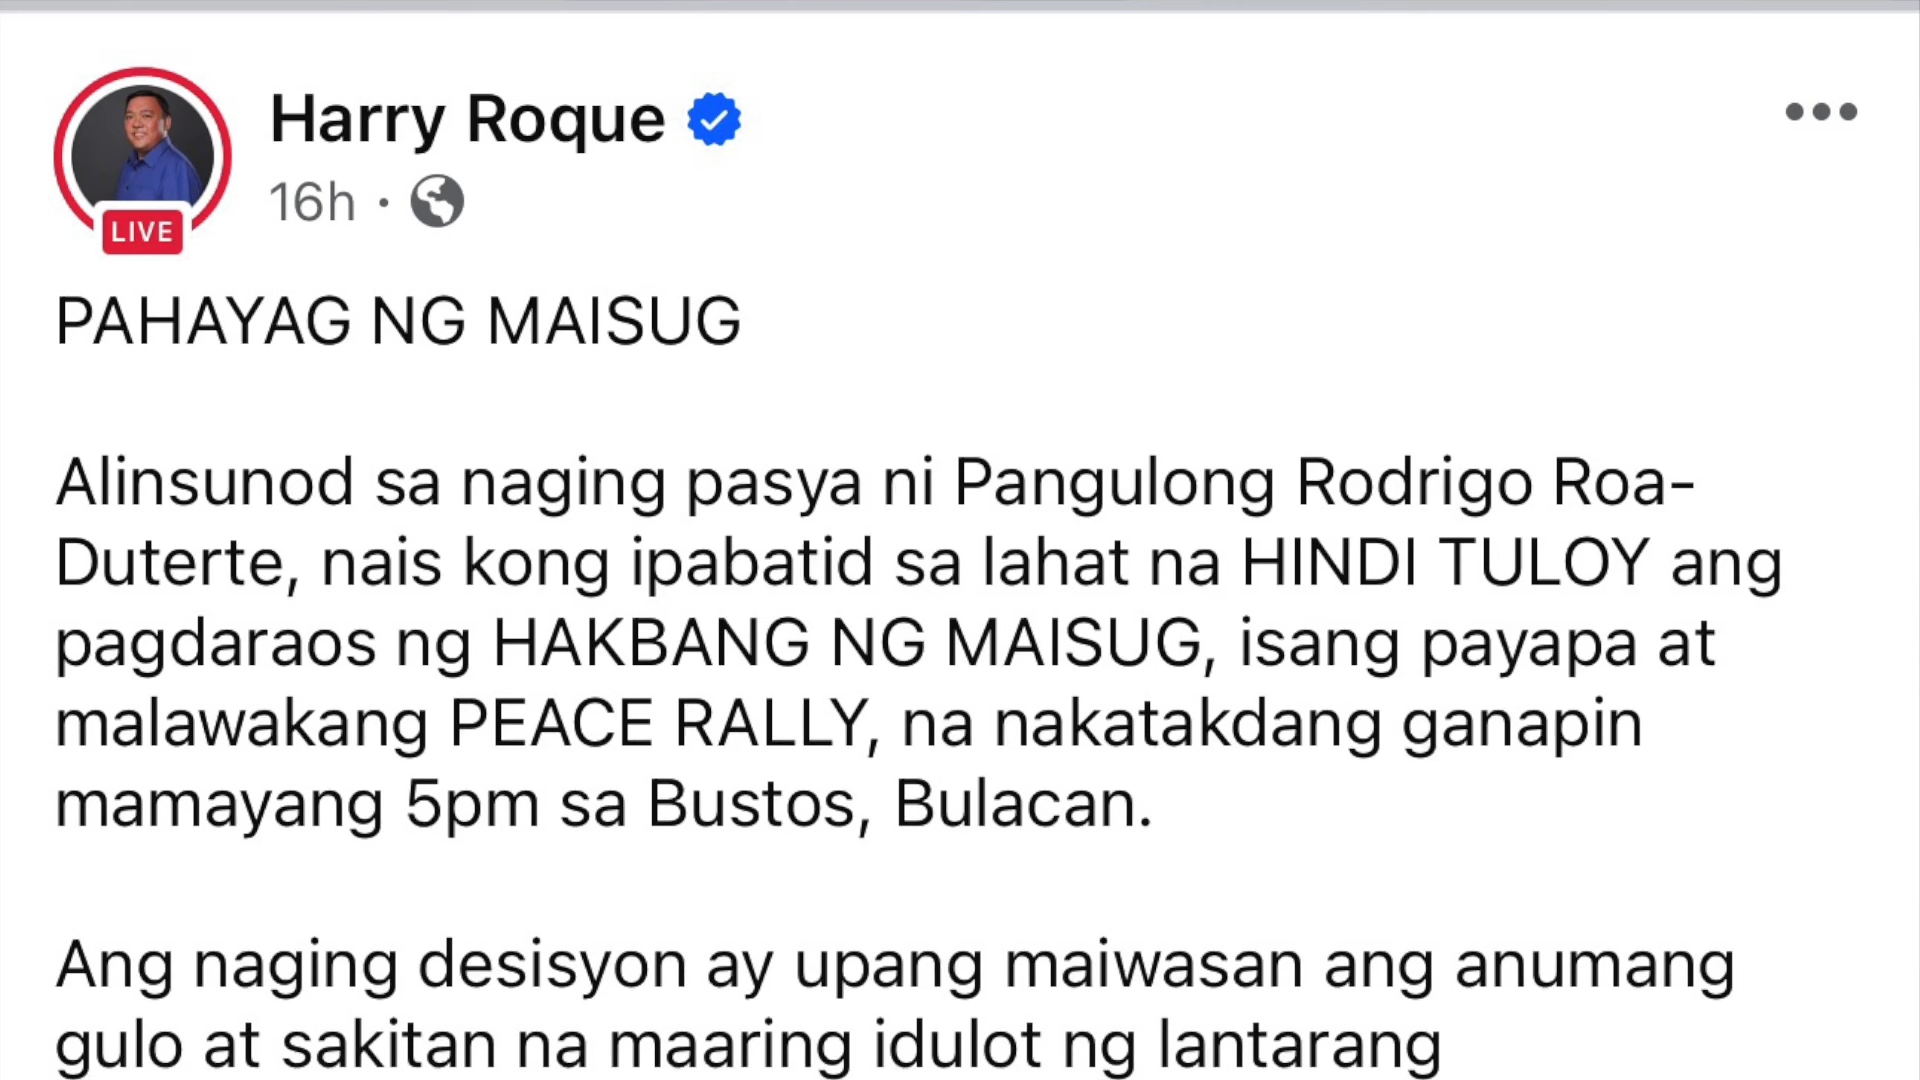 Harry Roque
16h ·
LIVE
PAHAYAG NG MAISUG
Alinsunod sa naging pasya ni Pangulong Rodrigo Roa-
Duterte, nais kong ipabatid sa lahat na HINDI TULOY ang
pagdaraos ng HAKBANG NG MAISUG, isang payapa at
malawakang PEACE RALLY, na nakatakdang ganapin
mamayang 5pm sa Bustos, Bulacan.
Ang naging desisyon ay upang maiwasan ang anumang
gulo at sakitan na maaring idulot ng lantarang